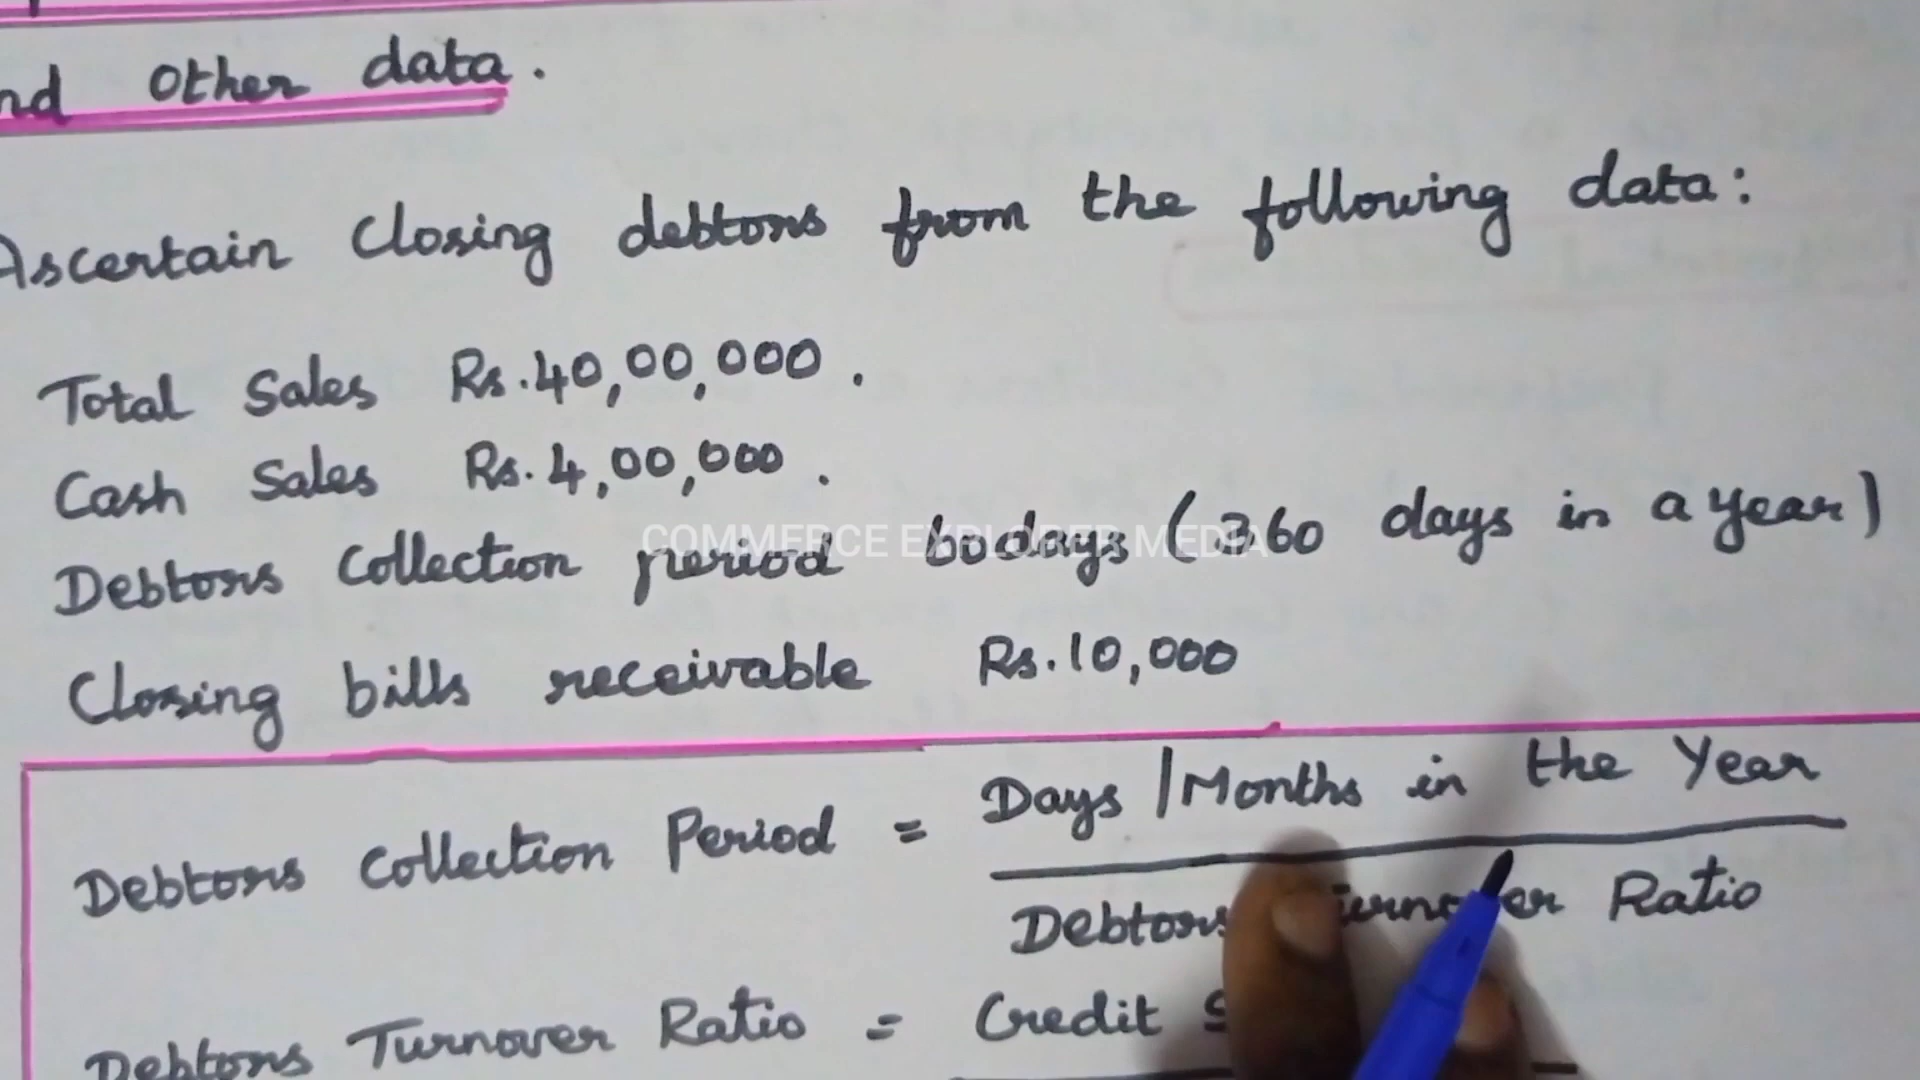 nd Other data.
Ascertain Closing debtors from the following data:
Total Sales Rs.40,00,000.
Cash Sales Rs.4,00,000.
Debtors Collection period 60days (360 days in a year)
COMMERCE EXPLORER MEDIA
Closing bills receivable Rs.10,000
Debtors Collection Period = Days/Months in the Year
Debtors Ratio
Debtors Turnover Ratio = Credit